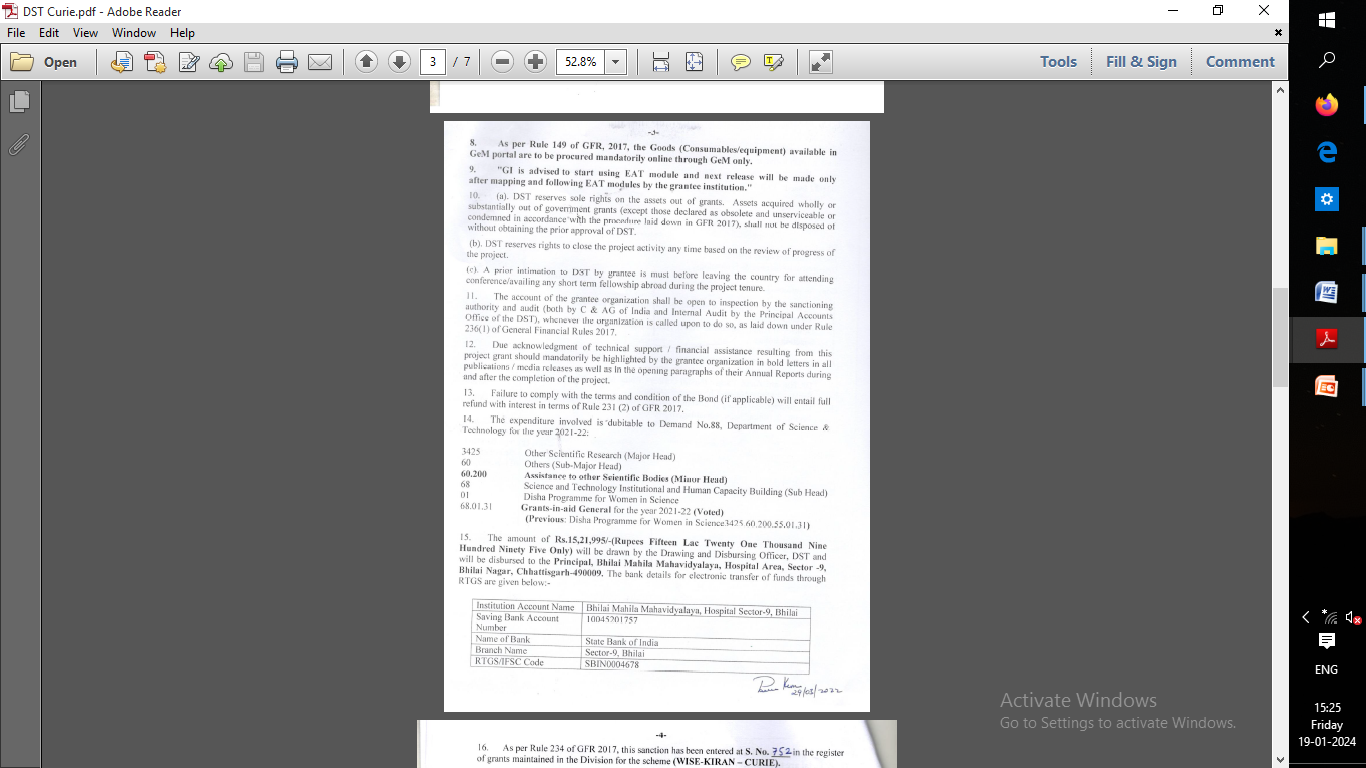 DST Curie.pdf - Adobe Reader
File Edit View Window Help
Open 3 / 7 52.8% Tools Fill & Sign Comment
-3-
8. As per Rule 149 of GFR, 2017, the Goods (Consumables/equipment) available in
GeM portal are to be procured mandatorily online through GeM only.
9. "GI is advised to start using EAT module and next release will be made only
after mapping and following EAT modules by the grantee institution."
10. (a). DST reserves sole rights on the assets out of grants. Assets acquired wholly or
substantially out of government grants (except those declared as obsolete and unserviceable or
condemned in accordance with the procedure laid down in GFR 2017), shall not be disposed of
without obtaining the prior approval of DST.
(b). DST reserves rights to close the project activity any time based on the review of progress of
the project.
(c). A prior intimation to DST by grantee is must before leaving the country for attending
conference/availing any short term fellowship abroad during the project tenure.
11. The account of the grantee organization shall be open to inspection by the sanctioning
authority and audit (both by C & AG of India and Internal Audit by the Principal Accounts
Office of the DST), whenever the organization is called upon to do so, as laid down under Rule
236(1) of General Financial Rules 2017.
12. Due acknowledgment of technical support / financial assistance resulting from this
project grant should mandatorily be highlighted by the grantee organization in bold letters in all
publications / media releases as well as in the opening paragraphs of their Annual Reports during
and after the completion of the project.
13. Failure to comply with the terms and condition of the Bond (if applicable) will entail full
refund with interest in terms of Rule 231 (2) of GFR 2017.
14. The expenditure involved is dubitable to Demand No.88, Department of Science &
Technology for the year 2021-22:
3425 Other Scientific Research (Major Head)
60 Others (Sub-Major Head)
60.200 Assistance to other Scientific Bodies (Minor Head)
68 Science and Technology Institutional and Human Capacity Building (Sub Head)
01 Disha Programme for Women in Science
68.01.31 Grants-in-aid General for the year 2021-22 (Voted)
(Previous: Disha Programme for Women in Science3425.60.200.55.01.31)
15. The amount of Rs.15,21,995/-(Rupees Fifteen Lac Twenty One Thousand Nine
Hundred Ninety Five Only) will be drawn by the Drawing and Disbursing Officer, DST and
will be disbursed to the Principal, Bhilai Mahila Mahavidyalaya, Hospital Area, Sector -9,
Bhilai Nagar, Chhattisgarh-490009. The bank details for electronic transfer of funds through
RTGS are given below:-
Institution Account Name Bhilai Mahila Mahavidyalaya, Hospital Sector-9, Bhilai
Saving Bank Account 10045201757
Number
Name of Bank State Bank of India
Branch Name Sector-9, Bhilai
RTGS/IFSC Code SBIN0004678
29/03/2022
-4-
16. As per Rule 234 of GFR 2017, this sanction has been entered at S. No. 752 in the register
of grants maintained in the Division for the scheme (WISE-KIRAN – CURIE).
Activate Windows
Go to Settings to activate Windows.
ENG
15:25
Friday
19-01-2024